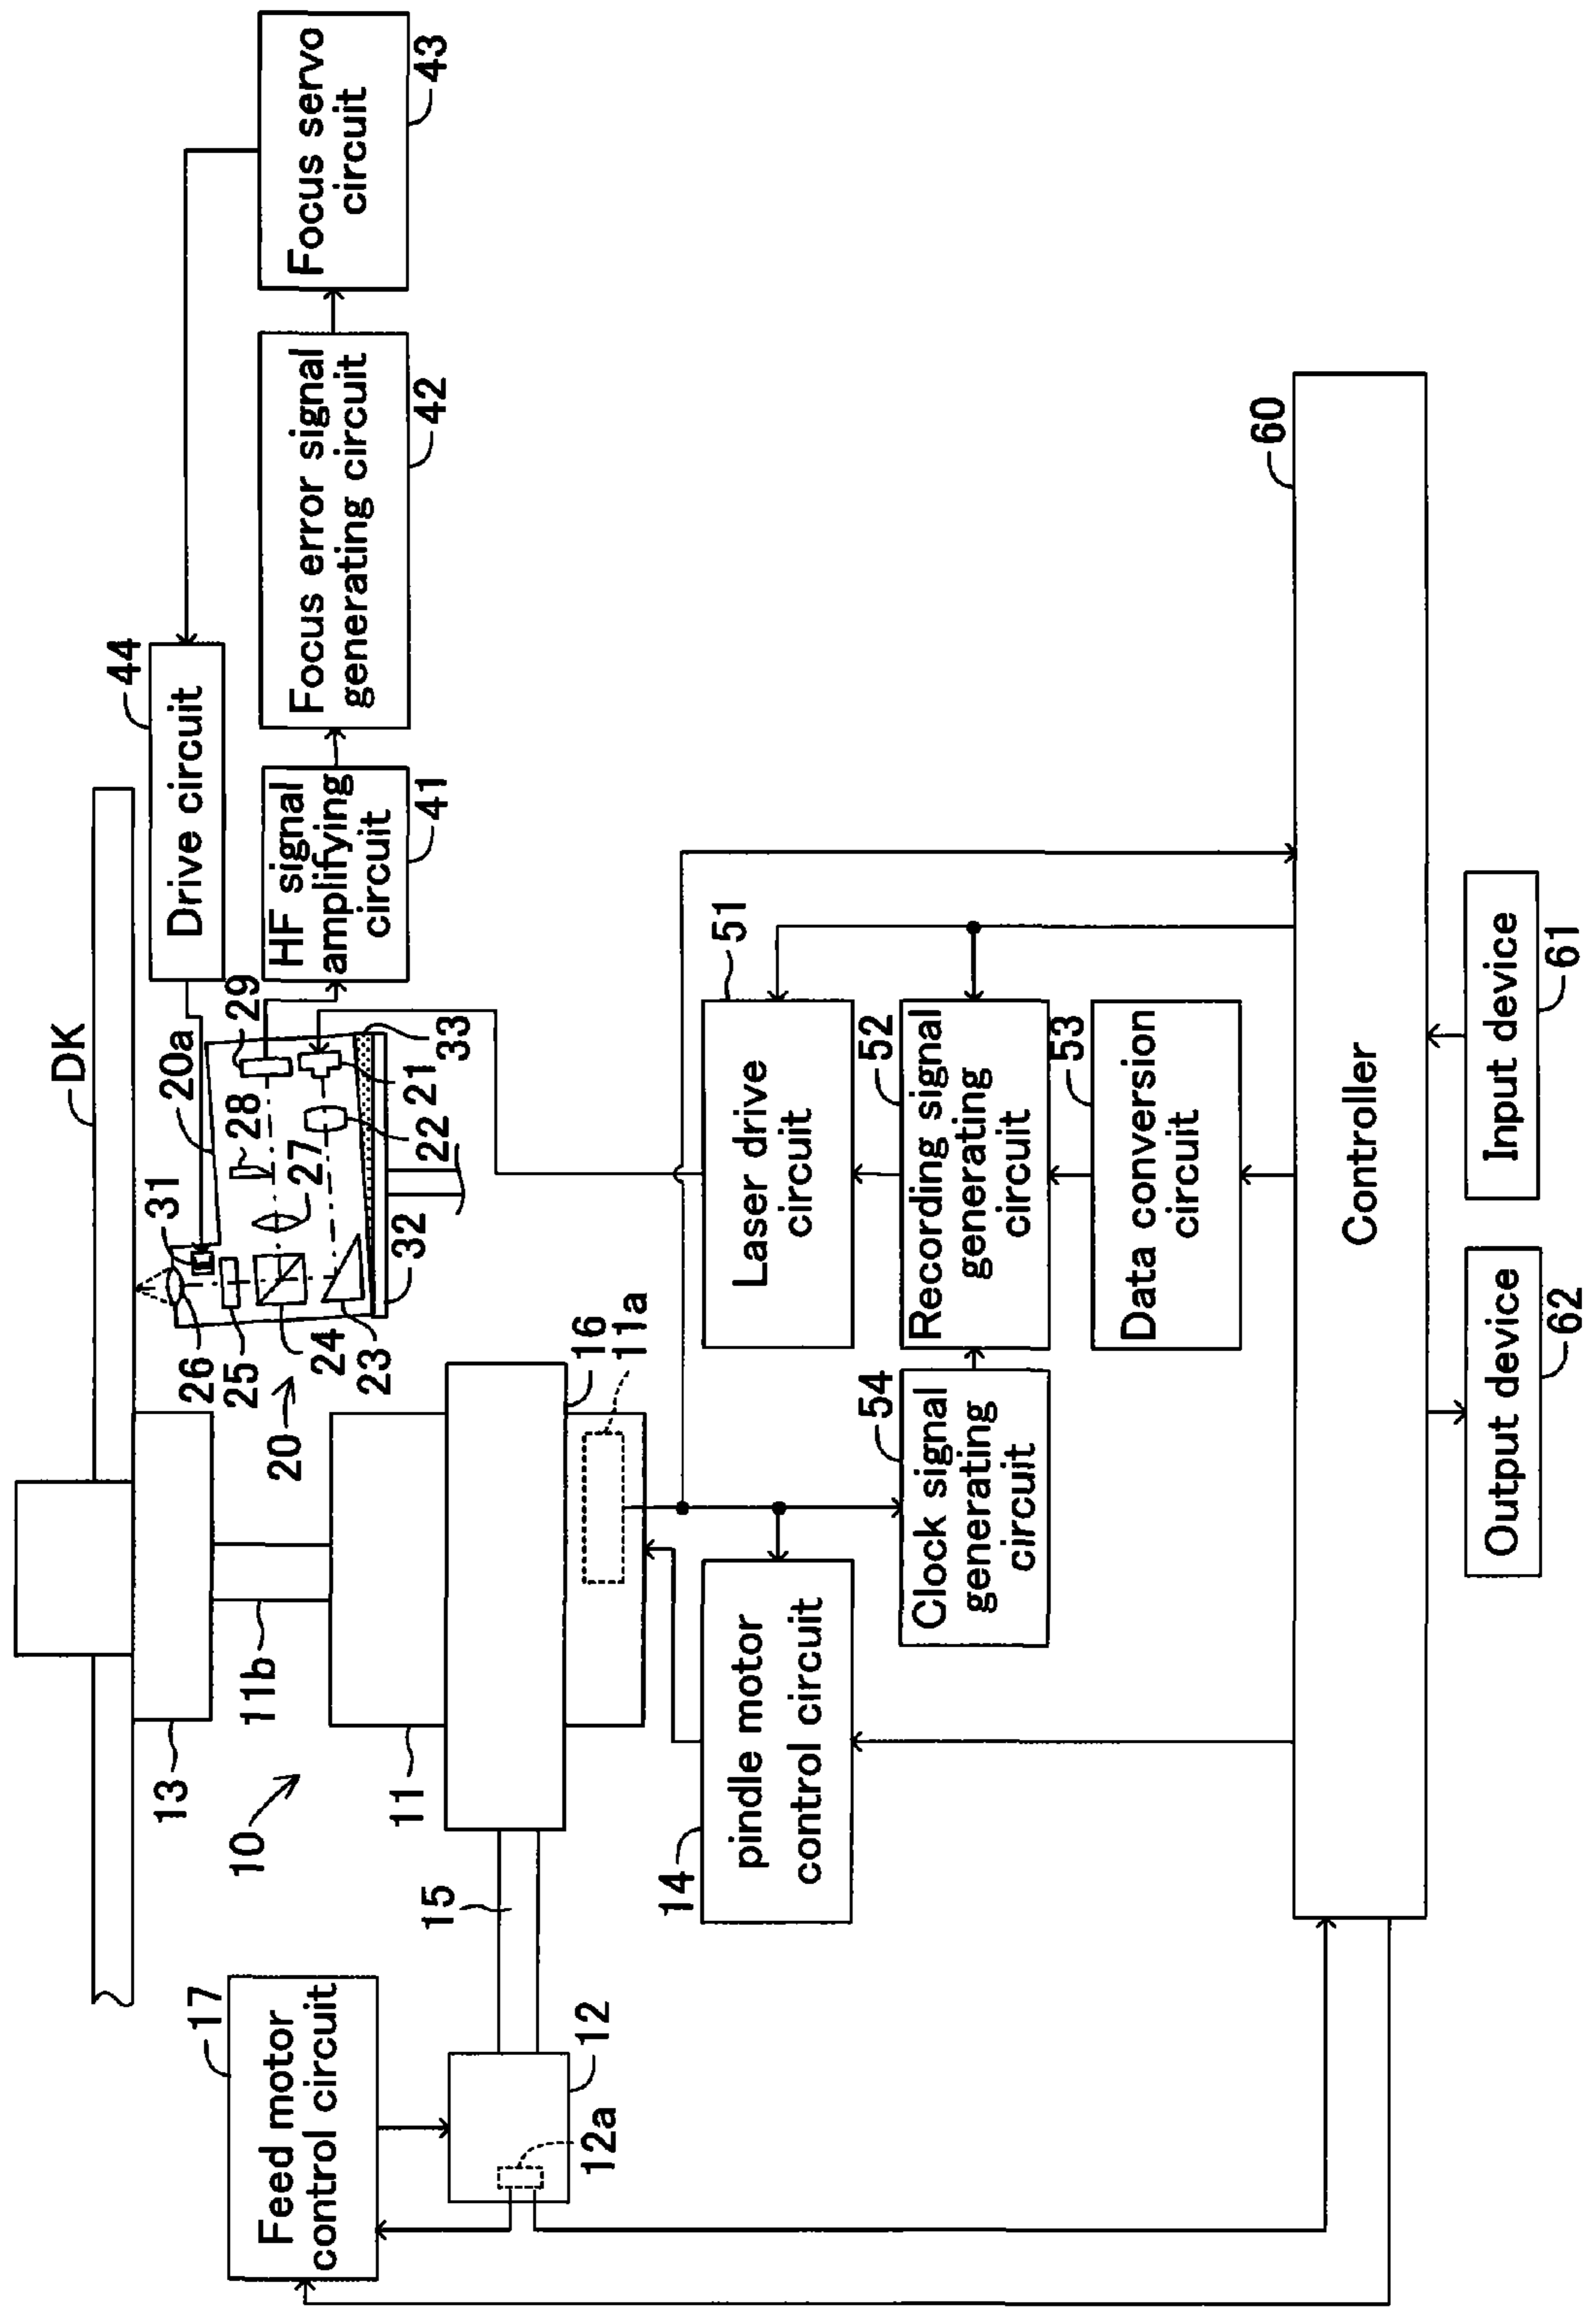 DK
44
Drive circuit
20a
31
29
28
27
26
25
24
23
22
21
33
32
20
HF signal
amplifying
circuit
41
Focus error signal
generating circuit
42
Focus servo
circuit
43
13
11b
10
11
16
11a
15
17
Feed motor
control circuit
12
12a
14
pindle motor
control circuit
51
Laser drive
circuit
52
Recording signal
generating
circuit
53
Data conversion
circuit
54
Clock signal
generating
circuit
60
Controller
Input device
61
Output device
62